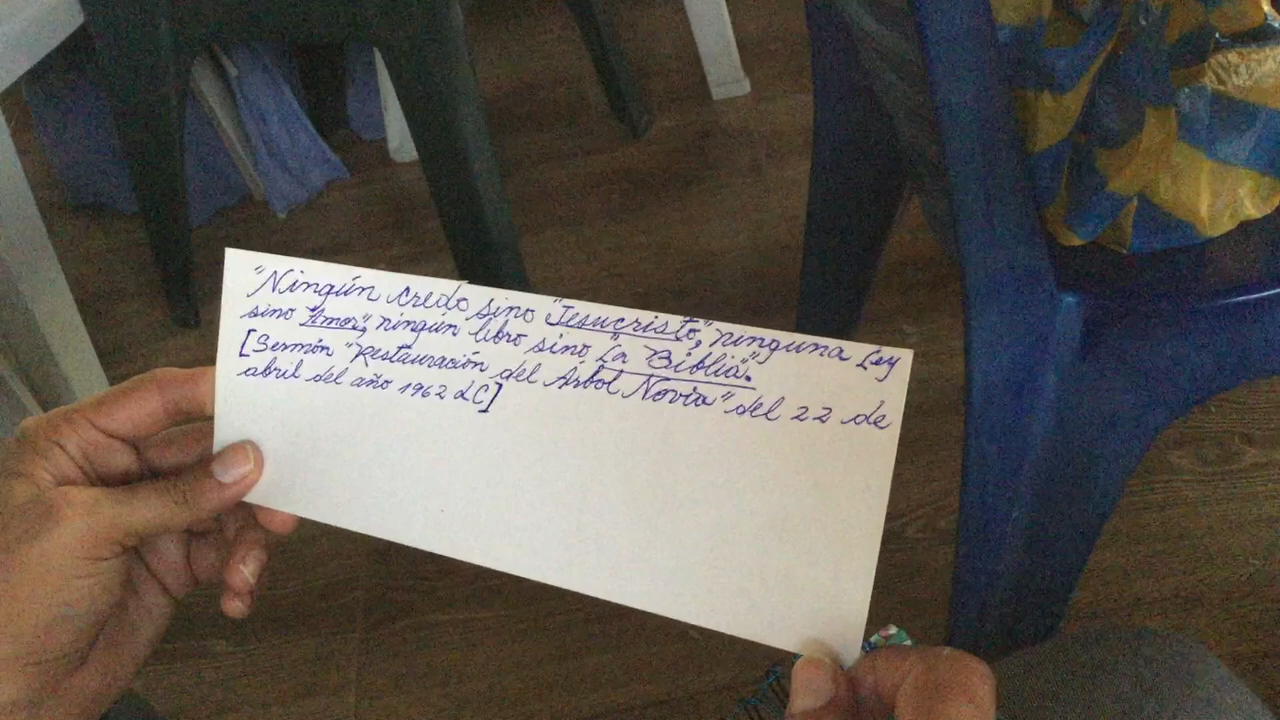 "Ningún credo sino "Jesucristo", ninguna Ley
sino "Amor", ningún libro sino "La Biblia".
[Sermón "Restauración del Árbol Novia" del 22 de
abril del año 1962 d.C]